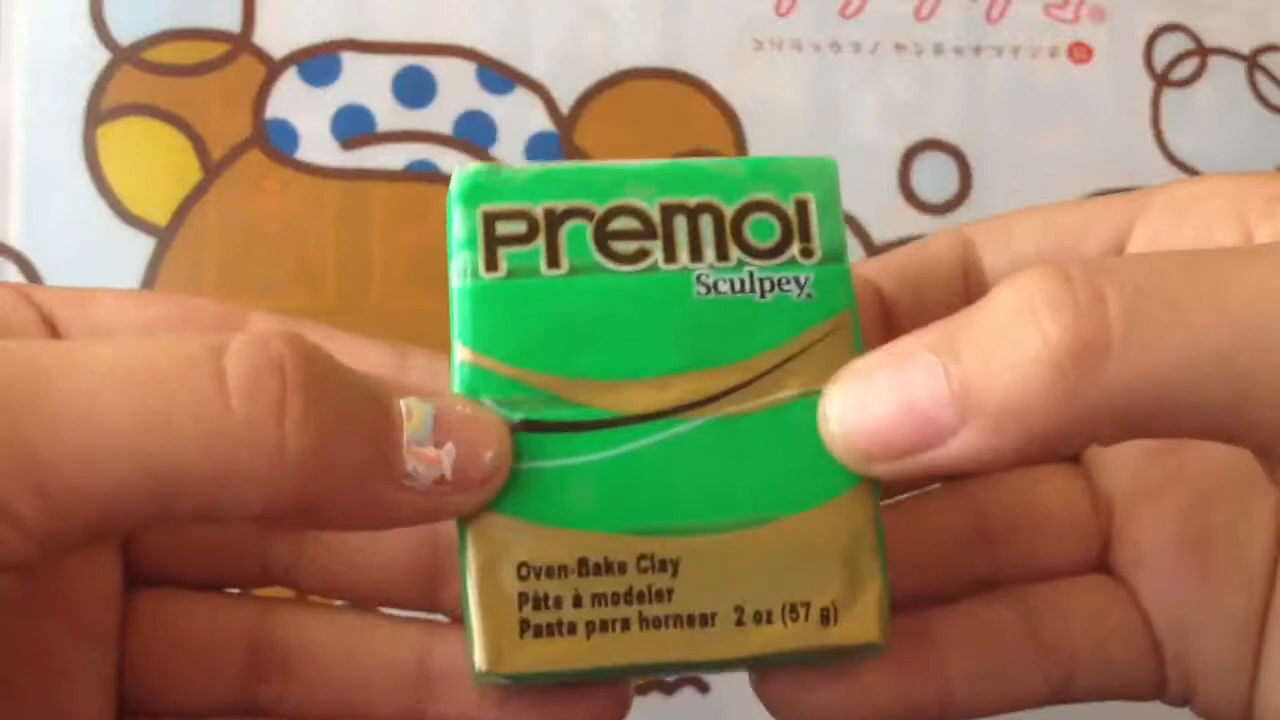 Premo!
Sculpey
Oven-Bake Clay
Pâte à modeler
Pasta para hornear 2 oz (57 g)